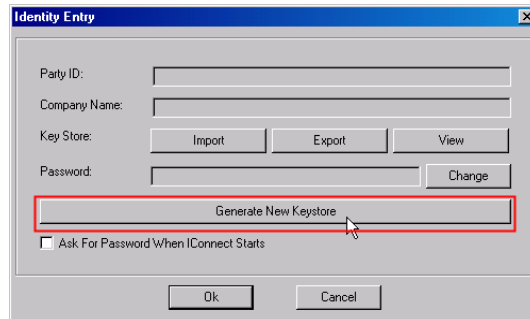 Identity Entry
Party ID:
Company Name:
Key Store: Import Export View
Password: Change
Generate New Keystore
Ask For Password When IConnect Starts
Ok Cancel